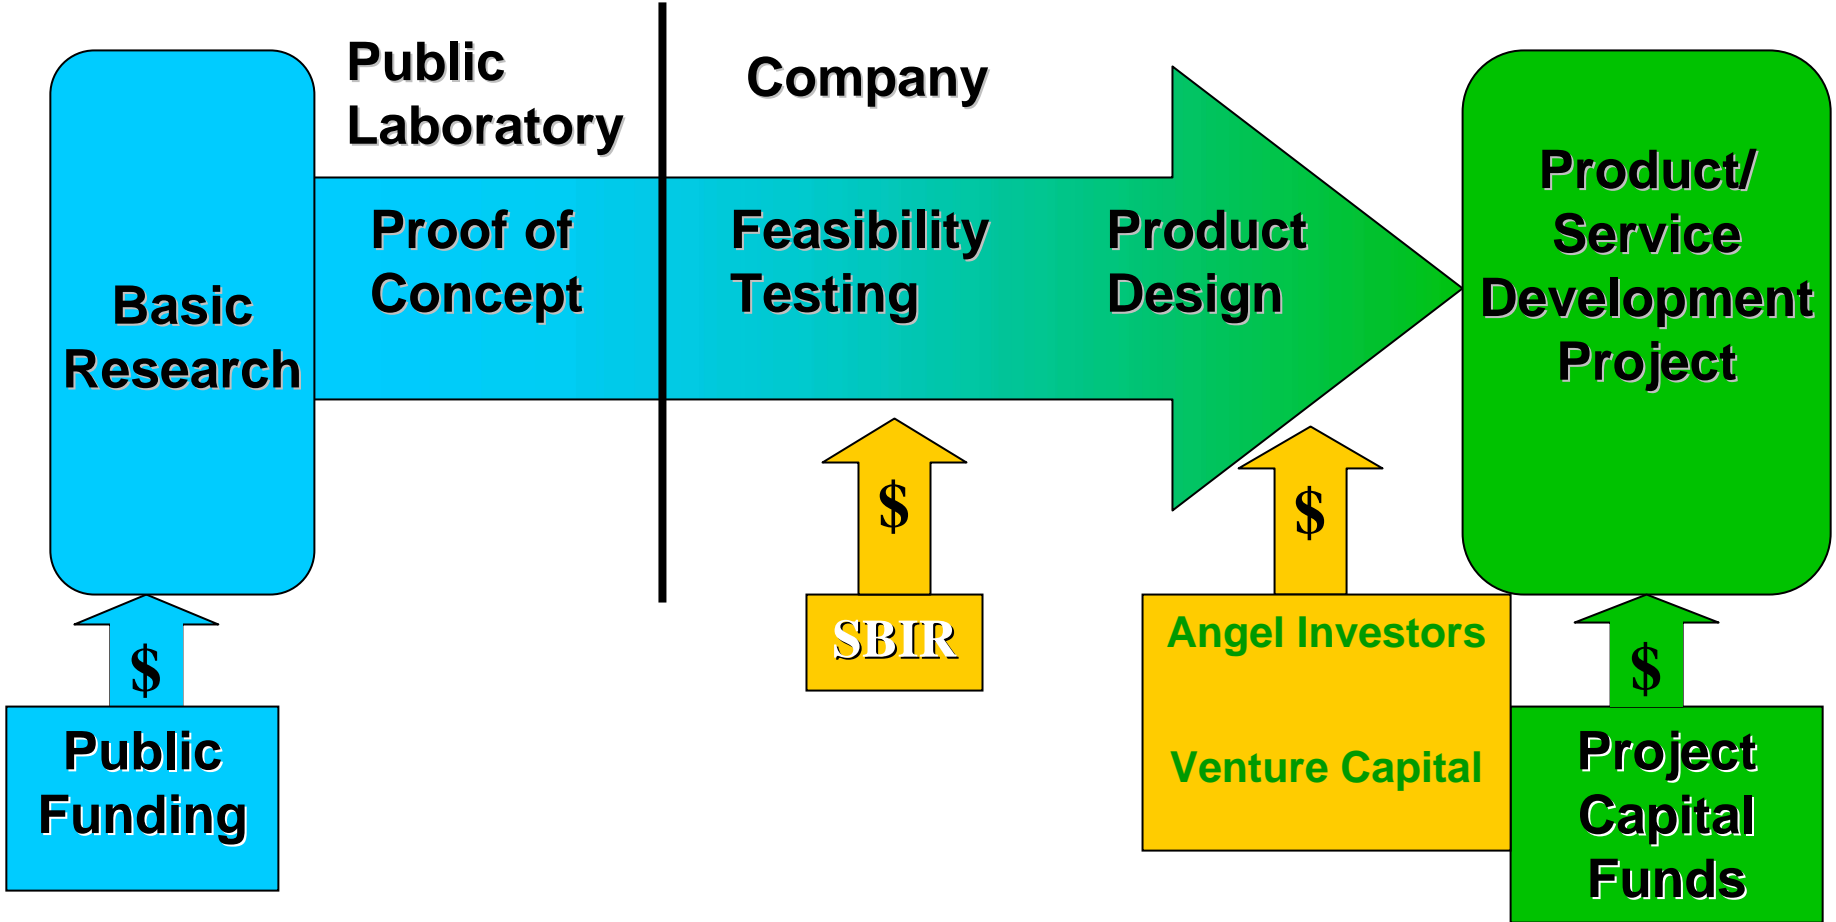 Public
Laboratory
Company
Basic
Research
Proof of
Concept
Feasibility
Testing
Product
Design
Product/
Service
Development
Project
$
$
$
$
SBIR
Angel Investors
Venture Capital
Public
Funding
Project
Capital
Funds